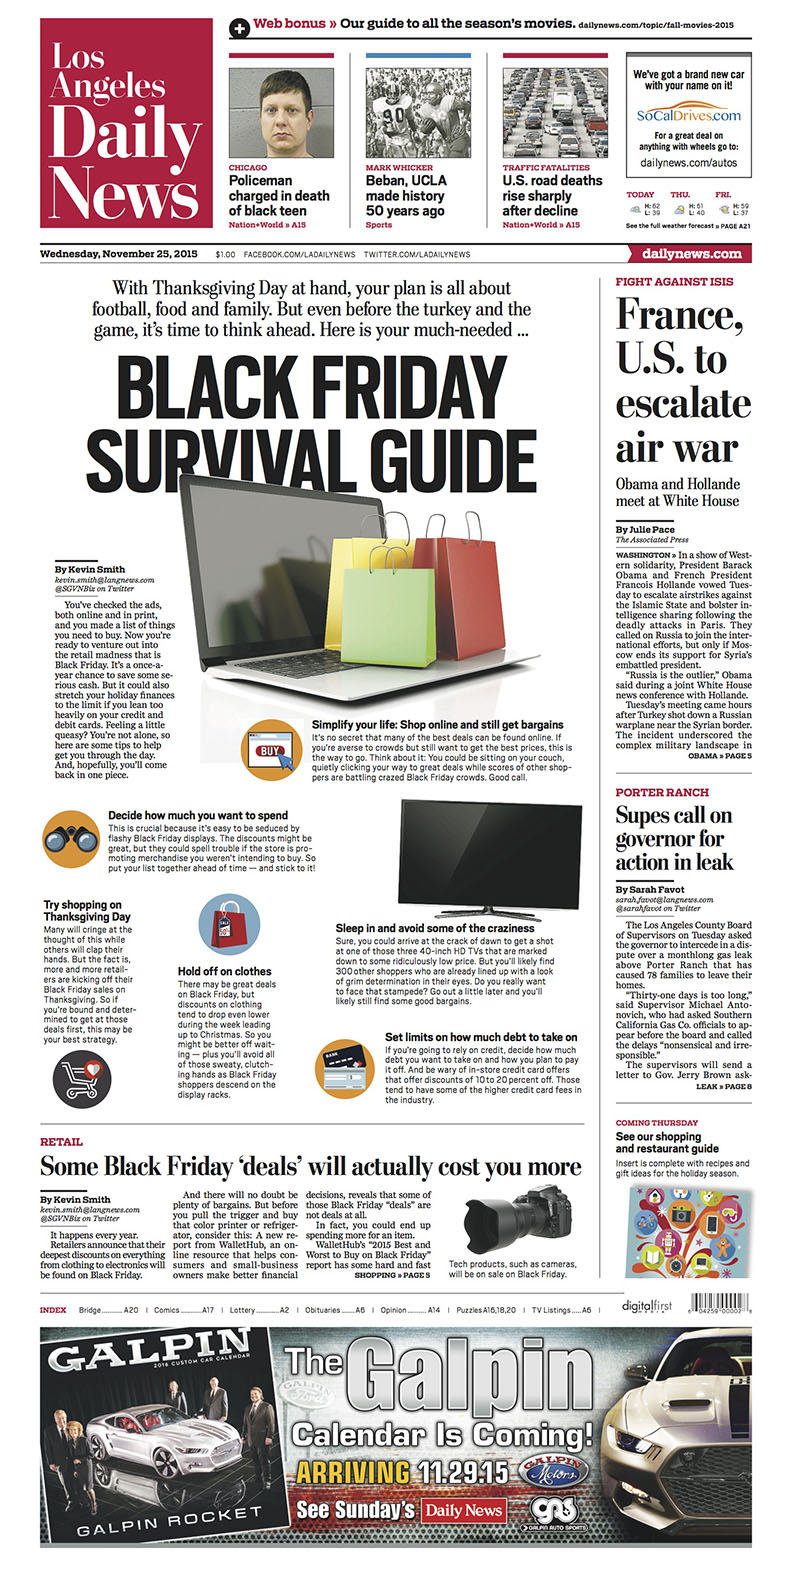 Web bonus » Our guide to all the season's movies. dailynews.com/topic/fall-movies-2015
Los
Angeles
Daily
News
CHICAGO
Policeman
charged in death
of black teen
Nation+World » A15
MARK WHICKER
Beban, UCLA
made history
50 years ago
Sports
TRAFFIC FATALITIES
U.S. road deaths
rise sharply
after decline
Nation+World » A15
We've got a brand new car
with your name on it!
SoCalDrives.com
For a great deal on
anything with wheels go to:
dailynews.com/autos
TODAY THU. FRI.
H: 62 H: 61 H: 59
L: 39 L: 40 L: 37
See the full weather forecast » PAGE A21
Wednesday, November 25, 2015 $1.00 FACEBOOK.COM/LADAILYNEWS TWITTER.COM/LADAILYNEWS
dailynews.com
With Thanksgiving Day at hand, your plan is all about
football, food and family. But even before the turkey and the
game, it's time to think ahead. Here is your much-needed ...
BLACK FRIDAY
SURVIVAL GUIDE
By Kevin Smith
kevin.smith@langnews.com
@SGVNBiz on Twitter
You've checked the ads,
both online and in print,
and you made a list of things
you need to buy. Now you're
ready to venture out into
the retail madness that is
Black Friday. It's a once-a-
year chance to save some se-
rious cash. But it could also
stretch your holiday finances
to the limit if you lean too
heavily on your credit and
debit cards. Feeling a little
queasy? You're not alone, so
here are some tips to help
get you through the day.
And, hopefully, you'll come
back in one piece.
BUY
Simplify your life: Shop online and still get bargains
It's no secret that many of the best deals can be found online. If
you're averse to crowds but still want to get the best prices, this is
the way to go. Think about it: You could be sitting on your couch,
quietly clicking your way to great deals while scores of other shop-
pers are battling crazed Black Friday crowds. Good call.
Decide how much you want to spend
This is crucial because it's easy to be seduced by
flashy Black Friday displays. The discounts might be
great, but they could spell trouble if the store is pro-
moting merchandise you weren't intending to buy. So
put your list together ahead of time — and stick to it!
Try shopping on
Thanksgiving Day
Many will cringe at the
thought of this while
others will clap their
hands. But the fact is,
more and more retail-
ers are kicking off their
Black Friday sales on
Thanksgiving. So if
you're bound and deter-
mined to get at those
deals first, this may be
your best strategy.
50%
Hold off on clothes
There may be great deals
on Black Friday, but
discounts on clothing
tend to drop even lower
during the week leading
up to Christmas. So you
might be better off wait-
ing — plus you'll avoid all
of those sweaty, clutch-
ing hands as Black Friday
shoppers descend on the
display racks.
Sleep in and avoid some of the craziness
Sure, you could arrive at the crack of dawn to get a shot
at one of those three 40-inch HD TVs that are marked
down to some ridiculously low price. But you'll likely find
300 other shoppers who are already lined up with a look
of grim determination in their eyes. Do you really want
to face that stampede? Go out a little later and you'll
likely still find some good bargains.
BANK
Set limits on how much debt to take on
If you're going to rely on credit, decide how much
debt you want to take on and how you plan to pay
it off. And be wary of in-store credit card offers
that offer discounts of 10 to 20 percent off. Those
tend to have some of the higher credit card fees in
the industry.
FIGHT AGAINST ISIS
France,
U.S. to
escalate
air war
Obama and Hollande
meet at White House
By Julie Pace
The Associated Press
WASHINGTON » In a show of West-
ern solidarity, President Barack
Obama and French President
Francois Hollande vowed Tues-
day to escalate airstrikes against
the Islamic State and bolster in-
telligence sharing following the
deadly attacks in Paris. They
called on Russia to join the inter-
national efforts, but only if Mos-
cow ends its support for Syria's
embattled president.
"Russia is the outlier," Obama
said during a joint White House
news conference with Hollande.
Tuesday's meeting came hours
after Turkey shot down a Russian
warplane near the Syrian border.
The incident underscored the
complex military landscape in
OBAMA » PAGE 5
PORTER RANCH
Supes call on
governor for
action in leak
By Sarah Favot
sarah.favot@langnews.com
@sarahfavot on Twitter
The Los Angeles County Board
of Supervisors on Tuesday asked
the governor to intercede in a dis-
pute over a monthlong gas leak
above Porter Ranch that has
caused 78 families to leave their
homes.
"Thirty-one days is too long,"
said Supervisor Michael Anto-
novich, who had asked Southern
California Gas Co. officials to ap-
pear before the board and called
the delays "nonsensical and irre-
sponsible."
The supervisors will send a
letter to Gov. Jerry Brown ask-
LEAK » PAGE 8
COMING THURSDAY
See our shopping
and restaurant guide
Insert is complete with recipes and
gift ideas for the holiday season.
RETAIL
Some Black Friday 'deals' will actually cost you more
By Kevin Smith
kevin.smith@langnews.com
@SGVNBiz on Twitter
It happens every year.
Retailers announce that their
deepest discounts on everything
from clothing to electronics will
be found on Black Friday.
And there will no doubt be
plenty of bargains. But before
you pull the trigger and buy
that color printer or refriger-
ator, consider this: A new re-
port from WalletHub, an on-
line resource that helps con-
sumers and small-business
owners make better financial
decisions, reveals that some of
those Black Friday "deals" are
not deals at all.
In fact, you could end up
spending more for an item.
WalletHub's "2015 Best and
Worst to Buy on Black Friday"
report has some hard and fast
SHOPPING » PAGE 5
Tech products, such as cameras,
will be on sale on Black Friday.
INDEX Bridge..........A20 | Comics..........A17 | Lottery..........A2 | Obituaries......A6 | Opinion..........A14 | Puzzles A16,18,20 | TV Listings.....A6 |
digitalfirst
MEDIA
6 04259 00002 8
GALPIN
2016 CUSTOM CAR CALENDAR
GALPIN ROCKET
The Galpin
Calendar Is Coming!
ARRIVING 11.29.15
GALPIN
Motors
See Sunday's Daily News
GAS
GALPIN AUTO SPORTS